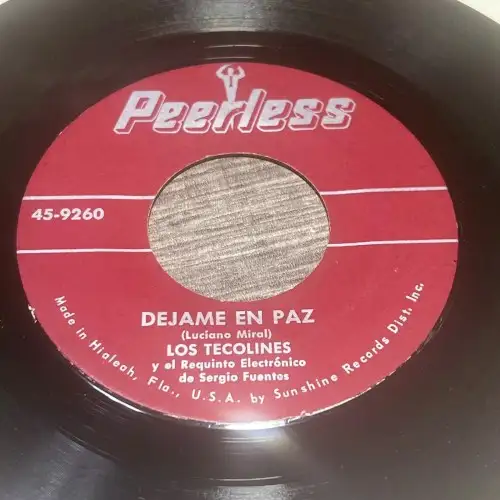 Peerless
45-9260
DEJAME EN PAZ
(Luciano Miral)
LOS TECOLINES
y el Requinto Electrónico
de Sergio Fuentes
Made in Hialeah, Fla., U.S.A. by Sunshine Records Dist. Inc.